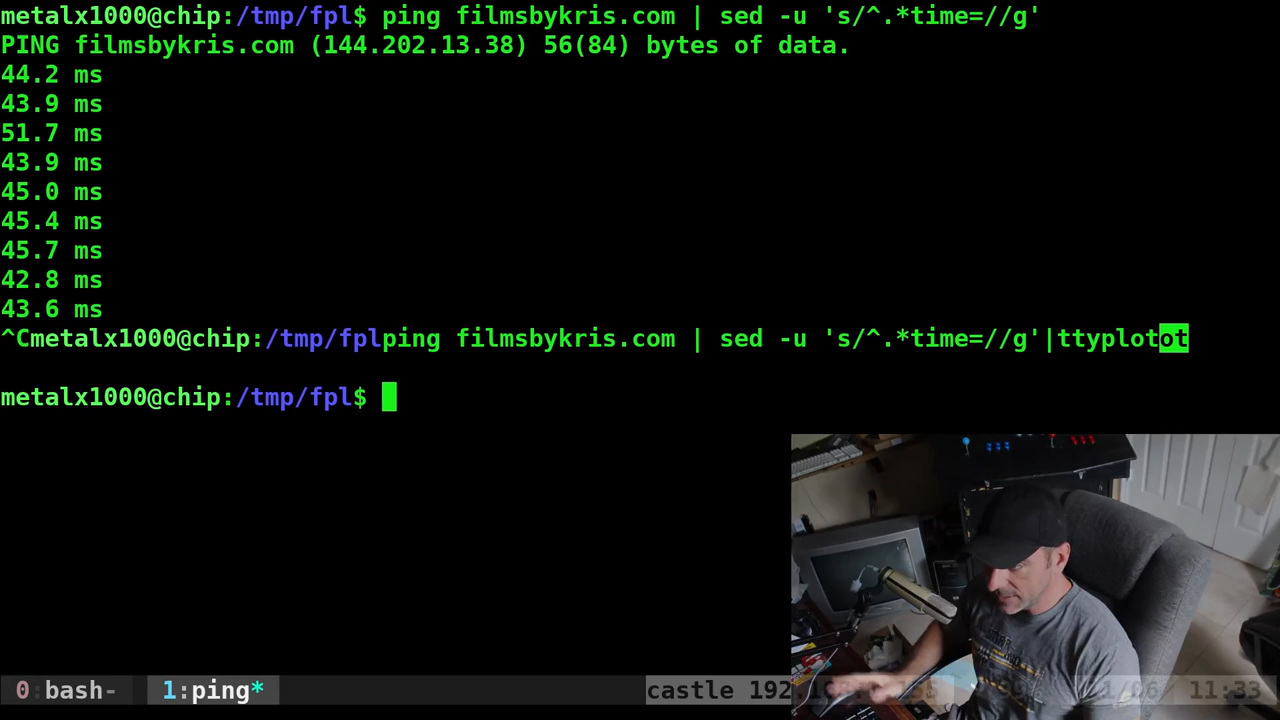 metalx1000@chip:/tmp/fpl$ ping filmsbykris.com | sed -u 's/^.*time=//g'
PING filmsbykris.com (144.202.13.38) 56(84) bytes of data.
44.2 ms
43.9 ms
51.7 ms
43.9 ms
45.0 ms
45.4 ms
45.7 ms
42.8 ms
43.6 ms
^Cmetalx1000@chip:/tmp/fplping filmsbykris.com | sed -u 's/^.*time=//g'|ttyplotot
metalx1000@chip:/tmp/fpl$
0:bash- 1:ping* castle 11:33